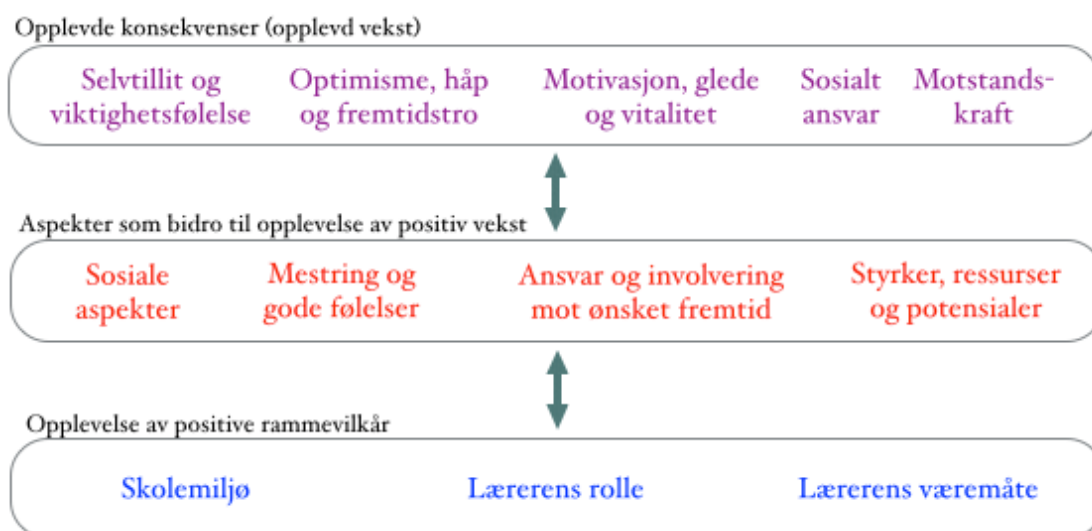 Opplevde konsekvenser (opplevd vekst)
Selvtillit og viktighetsfølelse
Optimisme, håp og fremtidstro
Motivasjon, glede og vitalitet
Sosialt ansvar
Motstands-
kraft
Aspekter som bidro til opplevelse av positiv vekst
Sosiale aspekter
Mestring og gode følelser
Ansvar og involvering mot ønsket fremtid
Styrker, ressurser og potensialer
Opplevelse av positive rammevilkår
Skolemiljø
Lærerens rolle
Lærerens væremåte